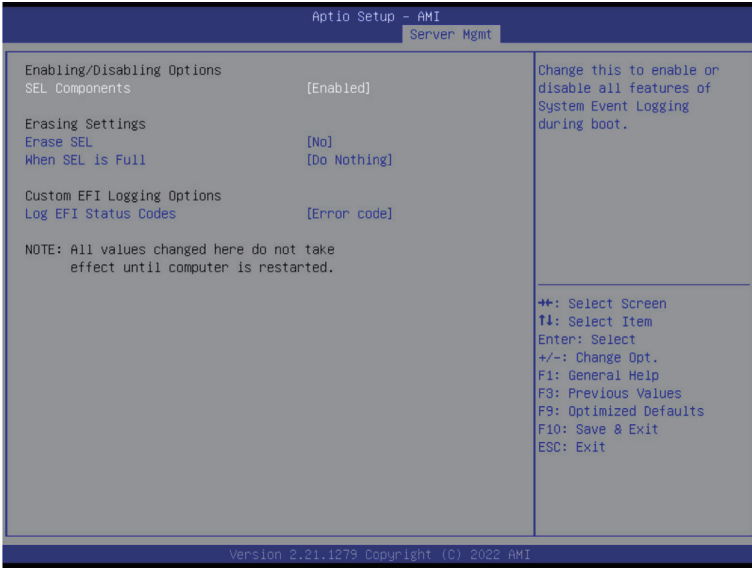 Aptio Setup – AMI
Server Mgmt
Enabling/Disabling Options
SEL Components [Enabled]
Erasing Settings
Erase SEL [No]
When SEL is Full [Do Nothing]
Custom EFI Logging Options
Log EFI Status Codes [Error code]
NOTE: All values changed here do not take
effect until computer is restarted.
Change this to enable or
disable all features of
System Event Logging
during boot.
→←: Select Screen
↑↓: Select Item
Enter: Select
+/-: Change Opt.
F1: General Help
F3: Previous Values
F9: Optimized Defaults
F10: Save & Exit
ESC: Exit
Version 2.21.1279 Copyright (C) 2022 AMI